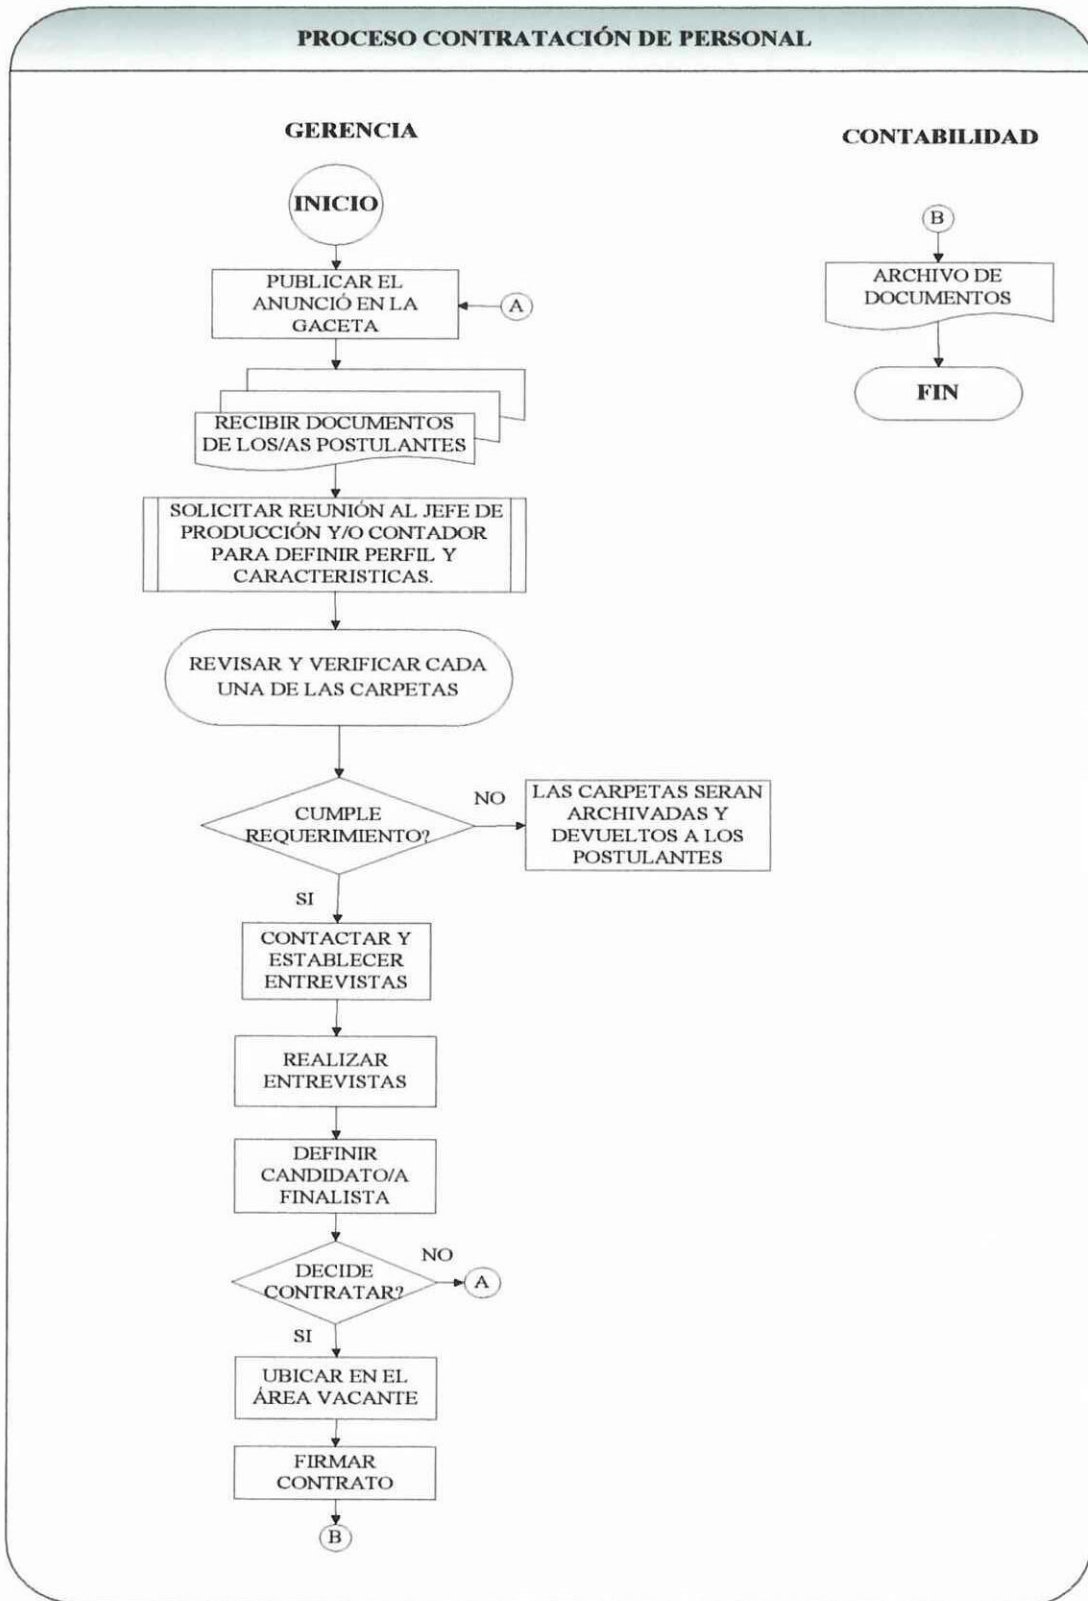 PROCESO CONTRATACIÓN DE PERSONAL
GERENCIA
INICIO
PUBLICAR EL
ANUNCIÓ EN LA
GACETA
A
RECIBIR DOCUMENTOS
DE LOS/AS POSTULANTES
SOLICITAR REUNIÓN AL JEFE DE
PRODUCCIÓN Y/O CONTADOR
PARA DEFINIR PERFIL Y
CARACTERISTICAS.
REVISAR Y VERIFICAR CADA
UNA DE LAS CARPETAS
CUMPLE
REQUERIMIENTO?
NO
LAS CARPETAS SERAN
ARCHIVADAS Y
DEVUELTOS A LOS
POSTULANTES
SI
CONTACTAR Y
ESTABLECER
ENTREVISTAS
REALIZAR
ENTREVISTAS
DEFINIR
CANDIDATO/A
FINALISTA
DECIDE
CONTRATAR?
NO
A
SI
UBICAR EN EL
ÁREA VACANTE
FIRMAR
CONTRATO
B
CONTABILIDAD
B
ARCHIVO DE
DOCUMENTOS
FIN